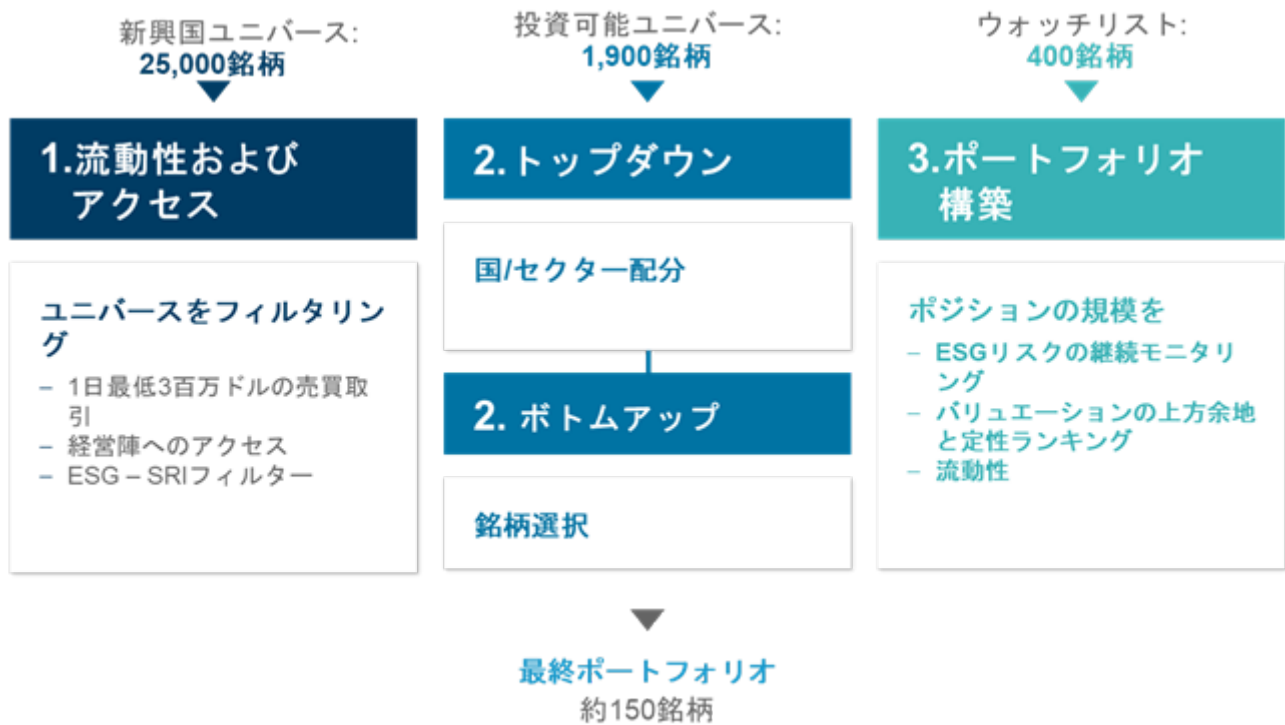 新興国ユニバース:
25,000銘柄
1.流動性および
アクセス
ユニバースをフィルタリン
グ
– 1日最低3百万ドルの売買取
引
– 経営陣へのアクセス
– ESG – SRIフィルター
投資可能ユニバース:
1,900銘柄
2.トップダウン
国/セクター配分
2. ボトムアップ
銘柄選択
ウォッチリスト:
400銘柄
3.ポートフォリオ
構築
ポジションの規模を
– ESGリスクの継続モニタリ
ング
– バリュエーションの上方余地
と定性ランキング
– 流動性
最終ポートフォリオ
約150銘柄